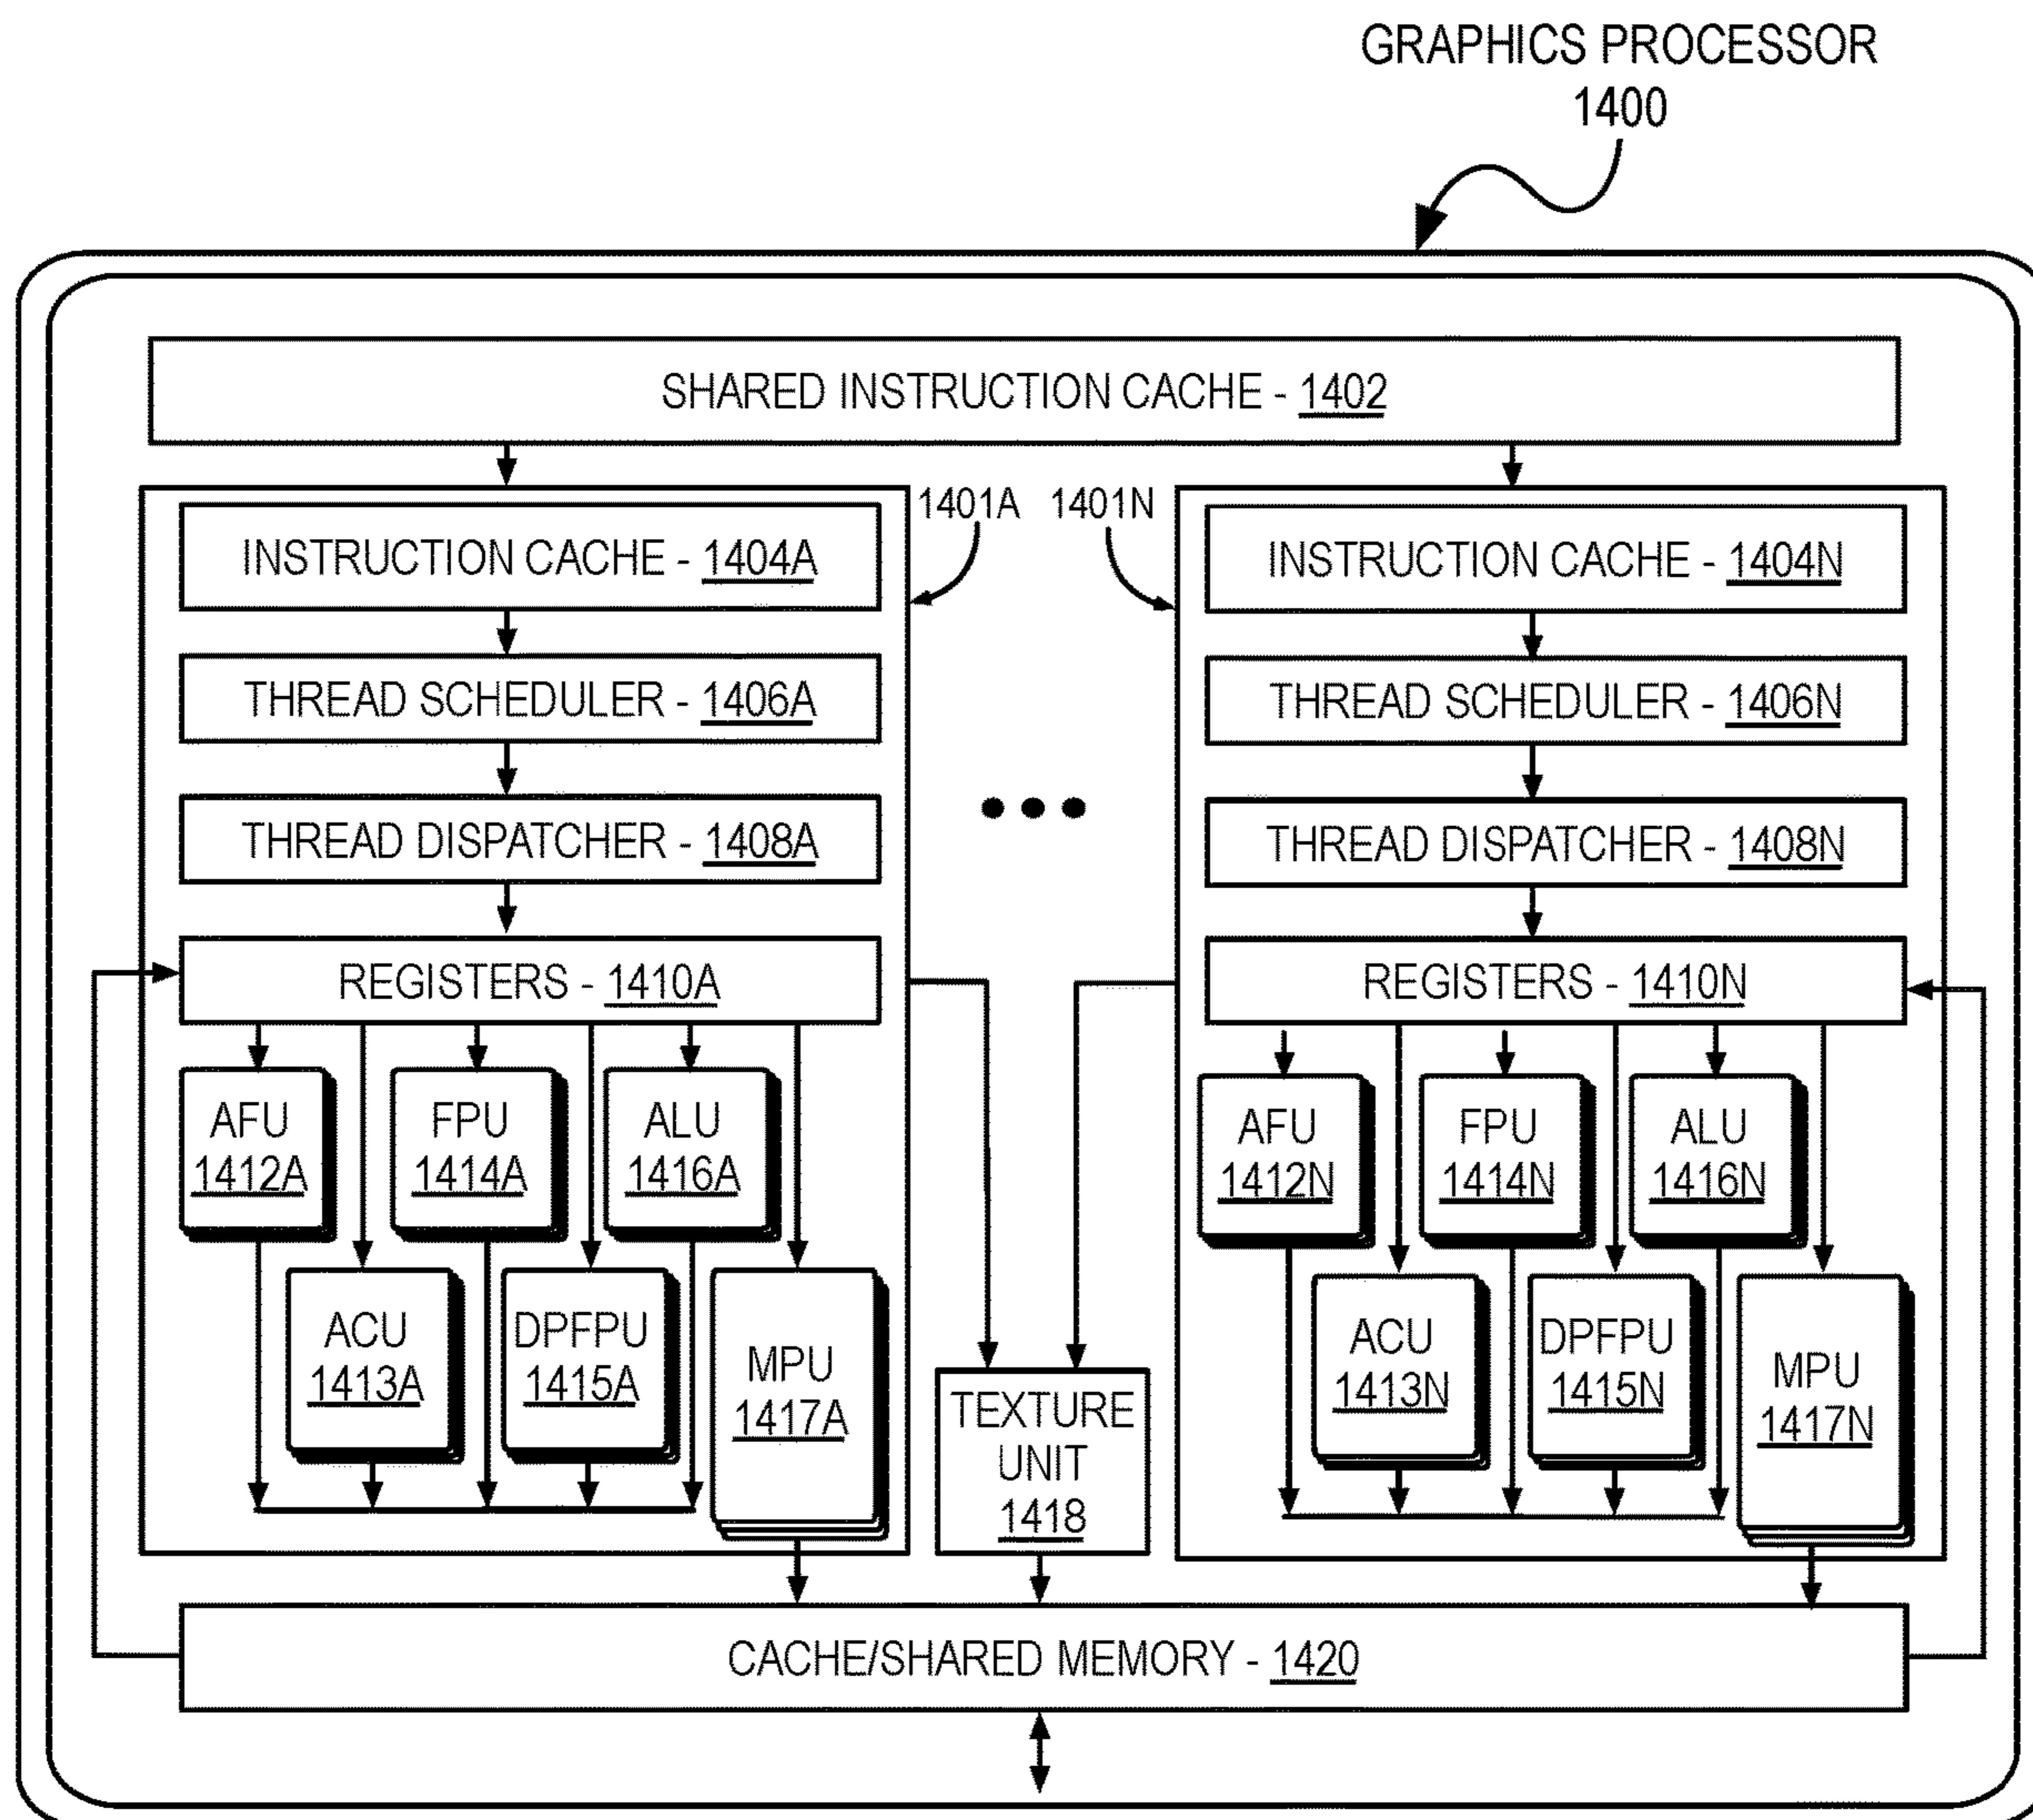 GRAPHICS PROCESSOR
1400
SHARED INSTRUCTION CACHE - 1402
1401A
1401N
INSTRUCTION CACHE - 1404A
THREAD SCHEDULER - 1406A
THREAD DISPATCHER - 1408A
REGISTERS - 1410A
AFU
1412A
FPU
1414A
ALU
1416A
ACU
1413A
DPFPU
1415A
MPU
1417A
TEXTURE
UNIT
1418
INSTRUCTION CACHE - 1404N
THREAD SCHEDULER - 1406N
THREAD DISPATCHER - 1408N
REGISTERS - 1410N
AFU
1412N
FPU
1414N
ALU
1416N
ACU
1413N
DPFPU
1415N
MPU
1417N
CACHE/SHARED MEMORY - 1420